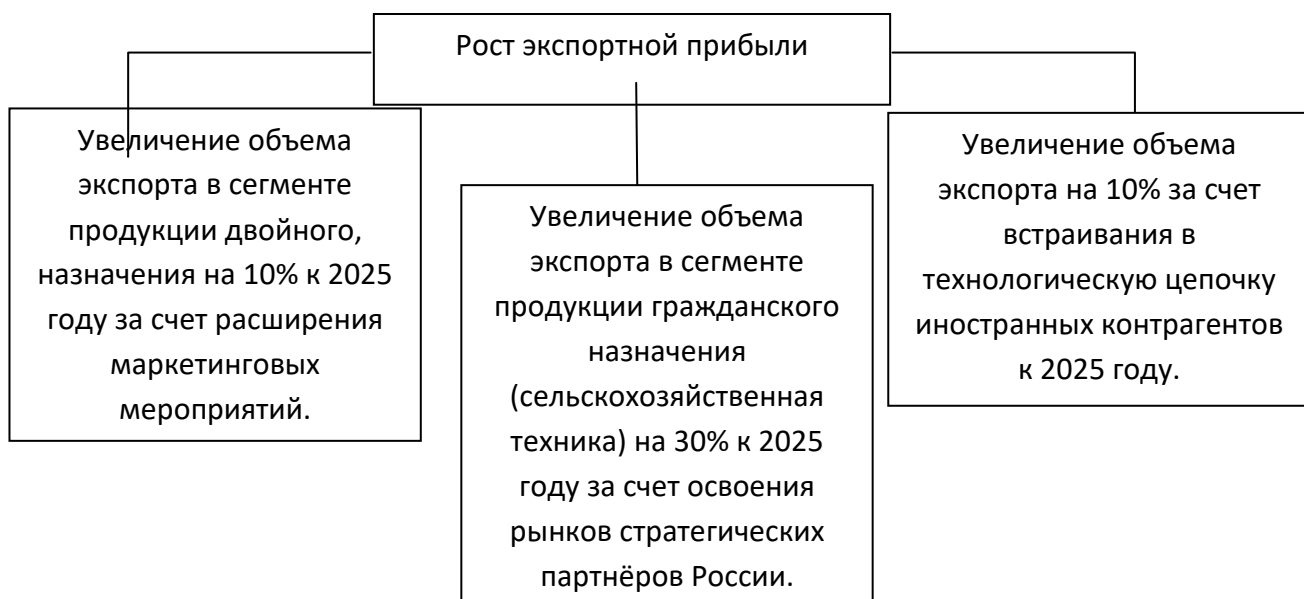 Рост экспортной прибыли
Увеличение объема
экспорта в сегменте
продукции двойного,
назначения на 10% к 2025
году за счет расширения
маркетинговых
мероприятий.
Увеличение объема
экспорта в сегменте
продукции гражданского
назначения
(сельскохозяйственная
техника) на 30% к 2025
году за счет освоения
рынков стратегических
партнёров России.
Увеличение объема
экспорта на 10% за счет
встраивания в
технологическую цепочку
иностранных контрагентов
к 2025 году.